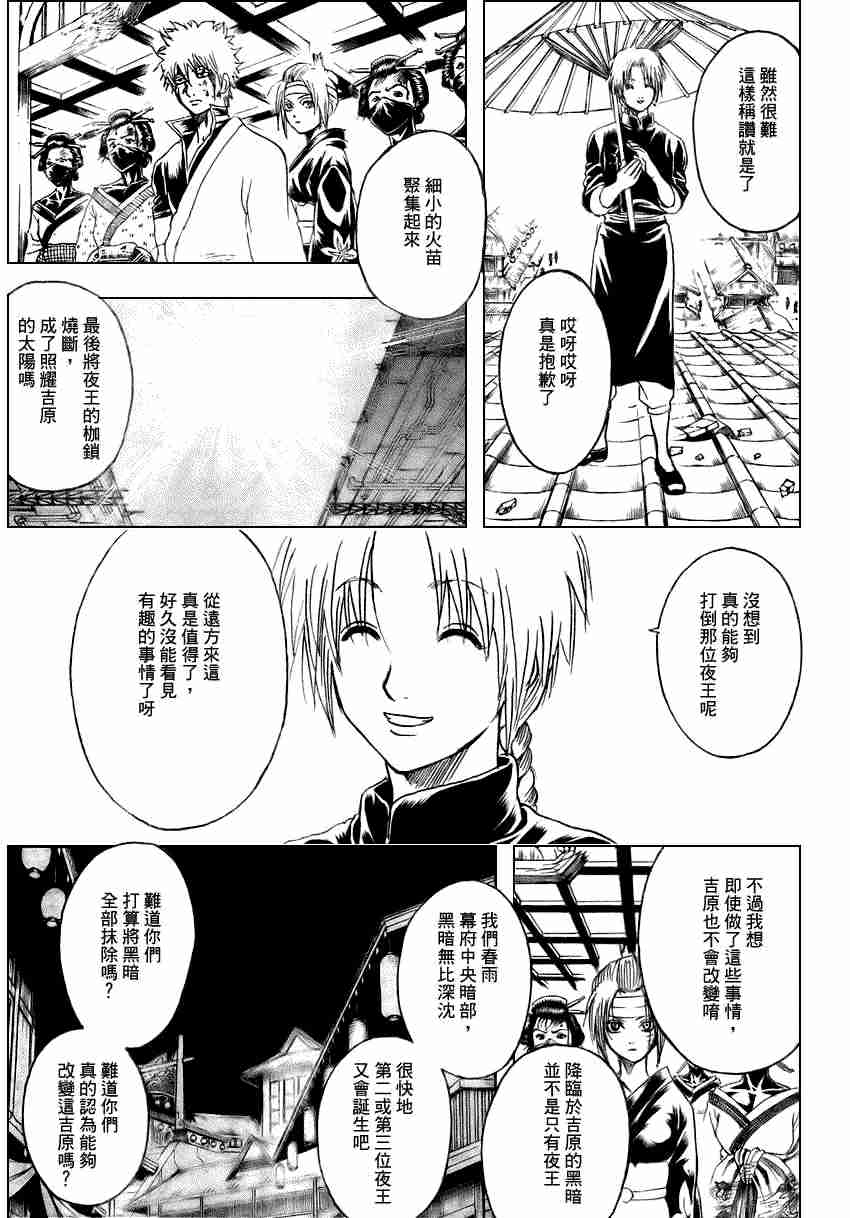 雖然很難
這樣稱讚就是了
哎呀哎呀
真是抱歉了
細小的火苗
聚集起來
最後將夜王的枷鎖
燒斷，
成了照耀吉原
的太陽嗎
沒想到
真的能夠
打倒那位夜王呢
從遠方來這
真是值得了，
好久沒能看見
有趣的事情了呀
不過我想
即使做了這些事情，
吉原也不會改變唷
降臨於吉原的黑暗
並不是只有夜王
我們春雨
幕府中央暗部，
黑暗無比深沈
很快地
第二或第三位夜王
又會誕生吧
難道你們
打算將黑暗
全部抹除嗎？
難道你們
真的認為能夠
改變這吉原嗎？